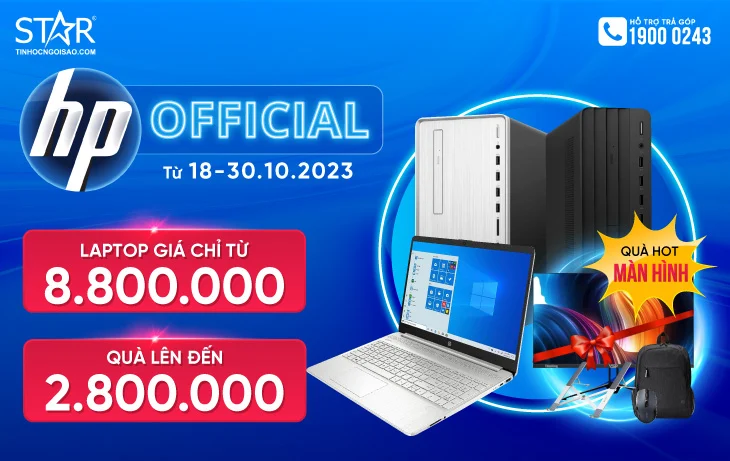 STAR
TINHOCNGOISAO.COM
HỖ TRỢ TRẢ GÓP
1900 0243
hp
OFFICIAL
Từ 18-30.10.2023
LAPTOP GIÁ CHỈ TỪ
8.800.000
QUÀ LÊN ĐẾN
2.800.000
QUÀ HOT
MÀN HÌNH